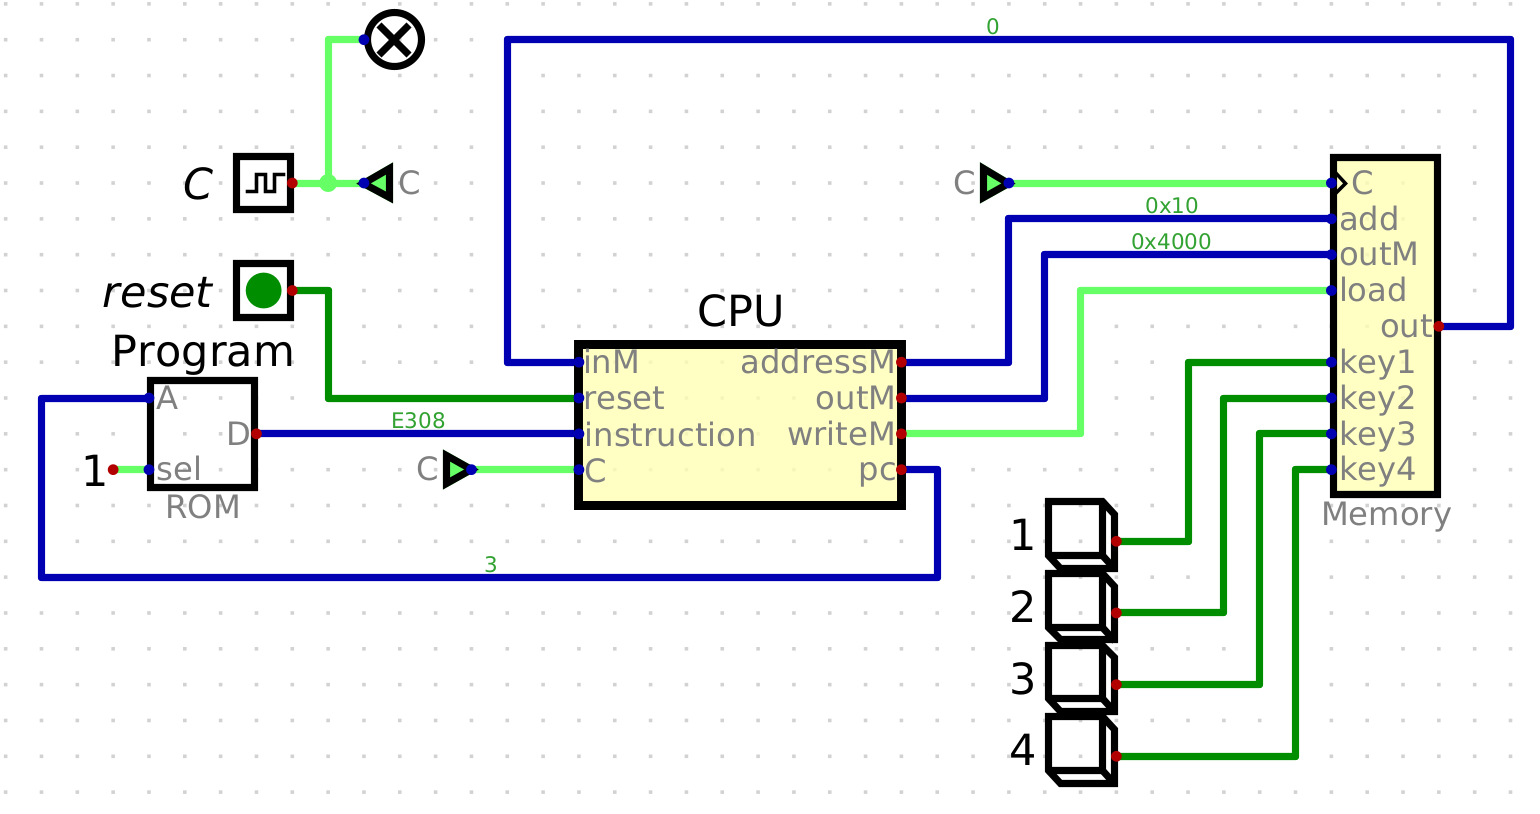 0
C
C
C
C
0x10
add
0x4000
outM
reset
load
CPU
out
Program
inM
addressM
key1
A
reset
outM
key2
E308
D
instruction
writeM
key3
1
sel
C
C
pc
key4
ROM
Memory
1
3
2
3
4